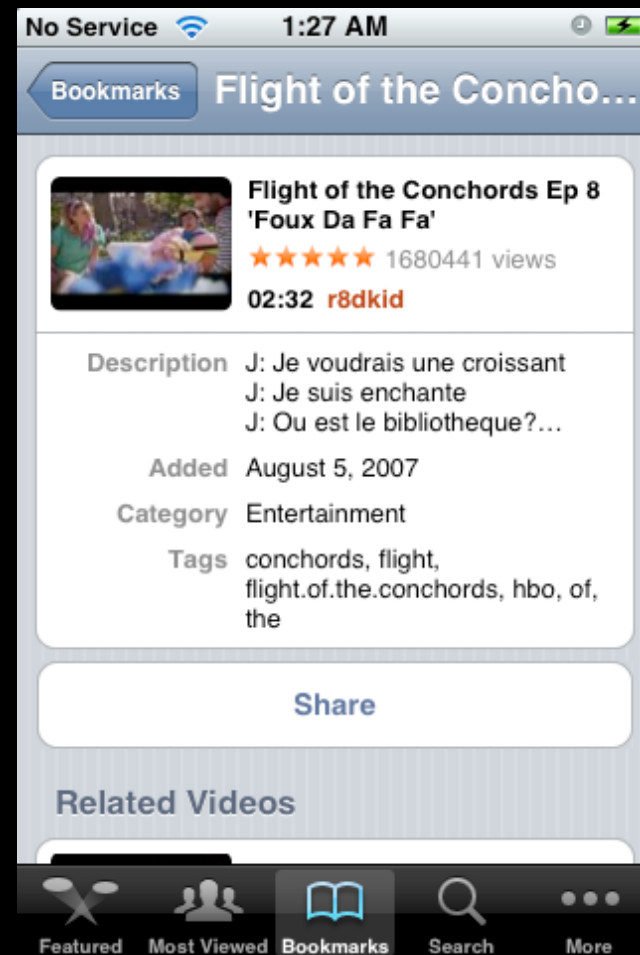 No Service 1:27 AM
Bookmarks Flight of the Concho...
Flight of the Conchords Ep 8
'Foux Da Fa Fa'
1680441 views
02:32 r8dkid
Description J: Je voudrais une croissant
J: Je suis enchante
J: Ou est le bibliotheque?...
Added August 5, 2007
Category Entertainment
Tags conchords, flight,
flight.of.the.conchords, hbo, of,
the
Share
Related Videos
Featured Most Viewed Bookmarks Search More